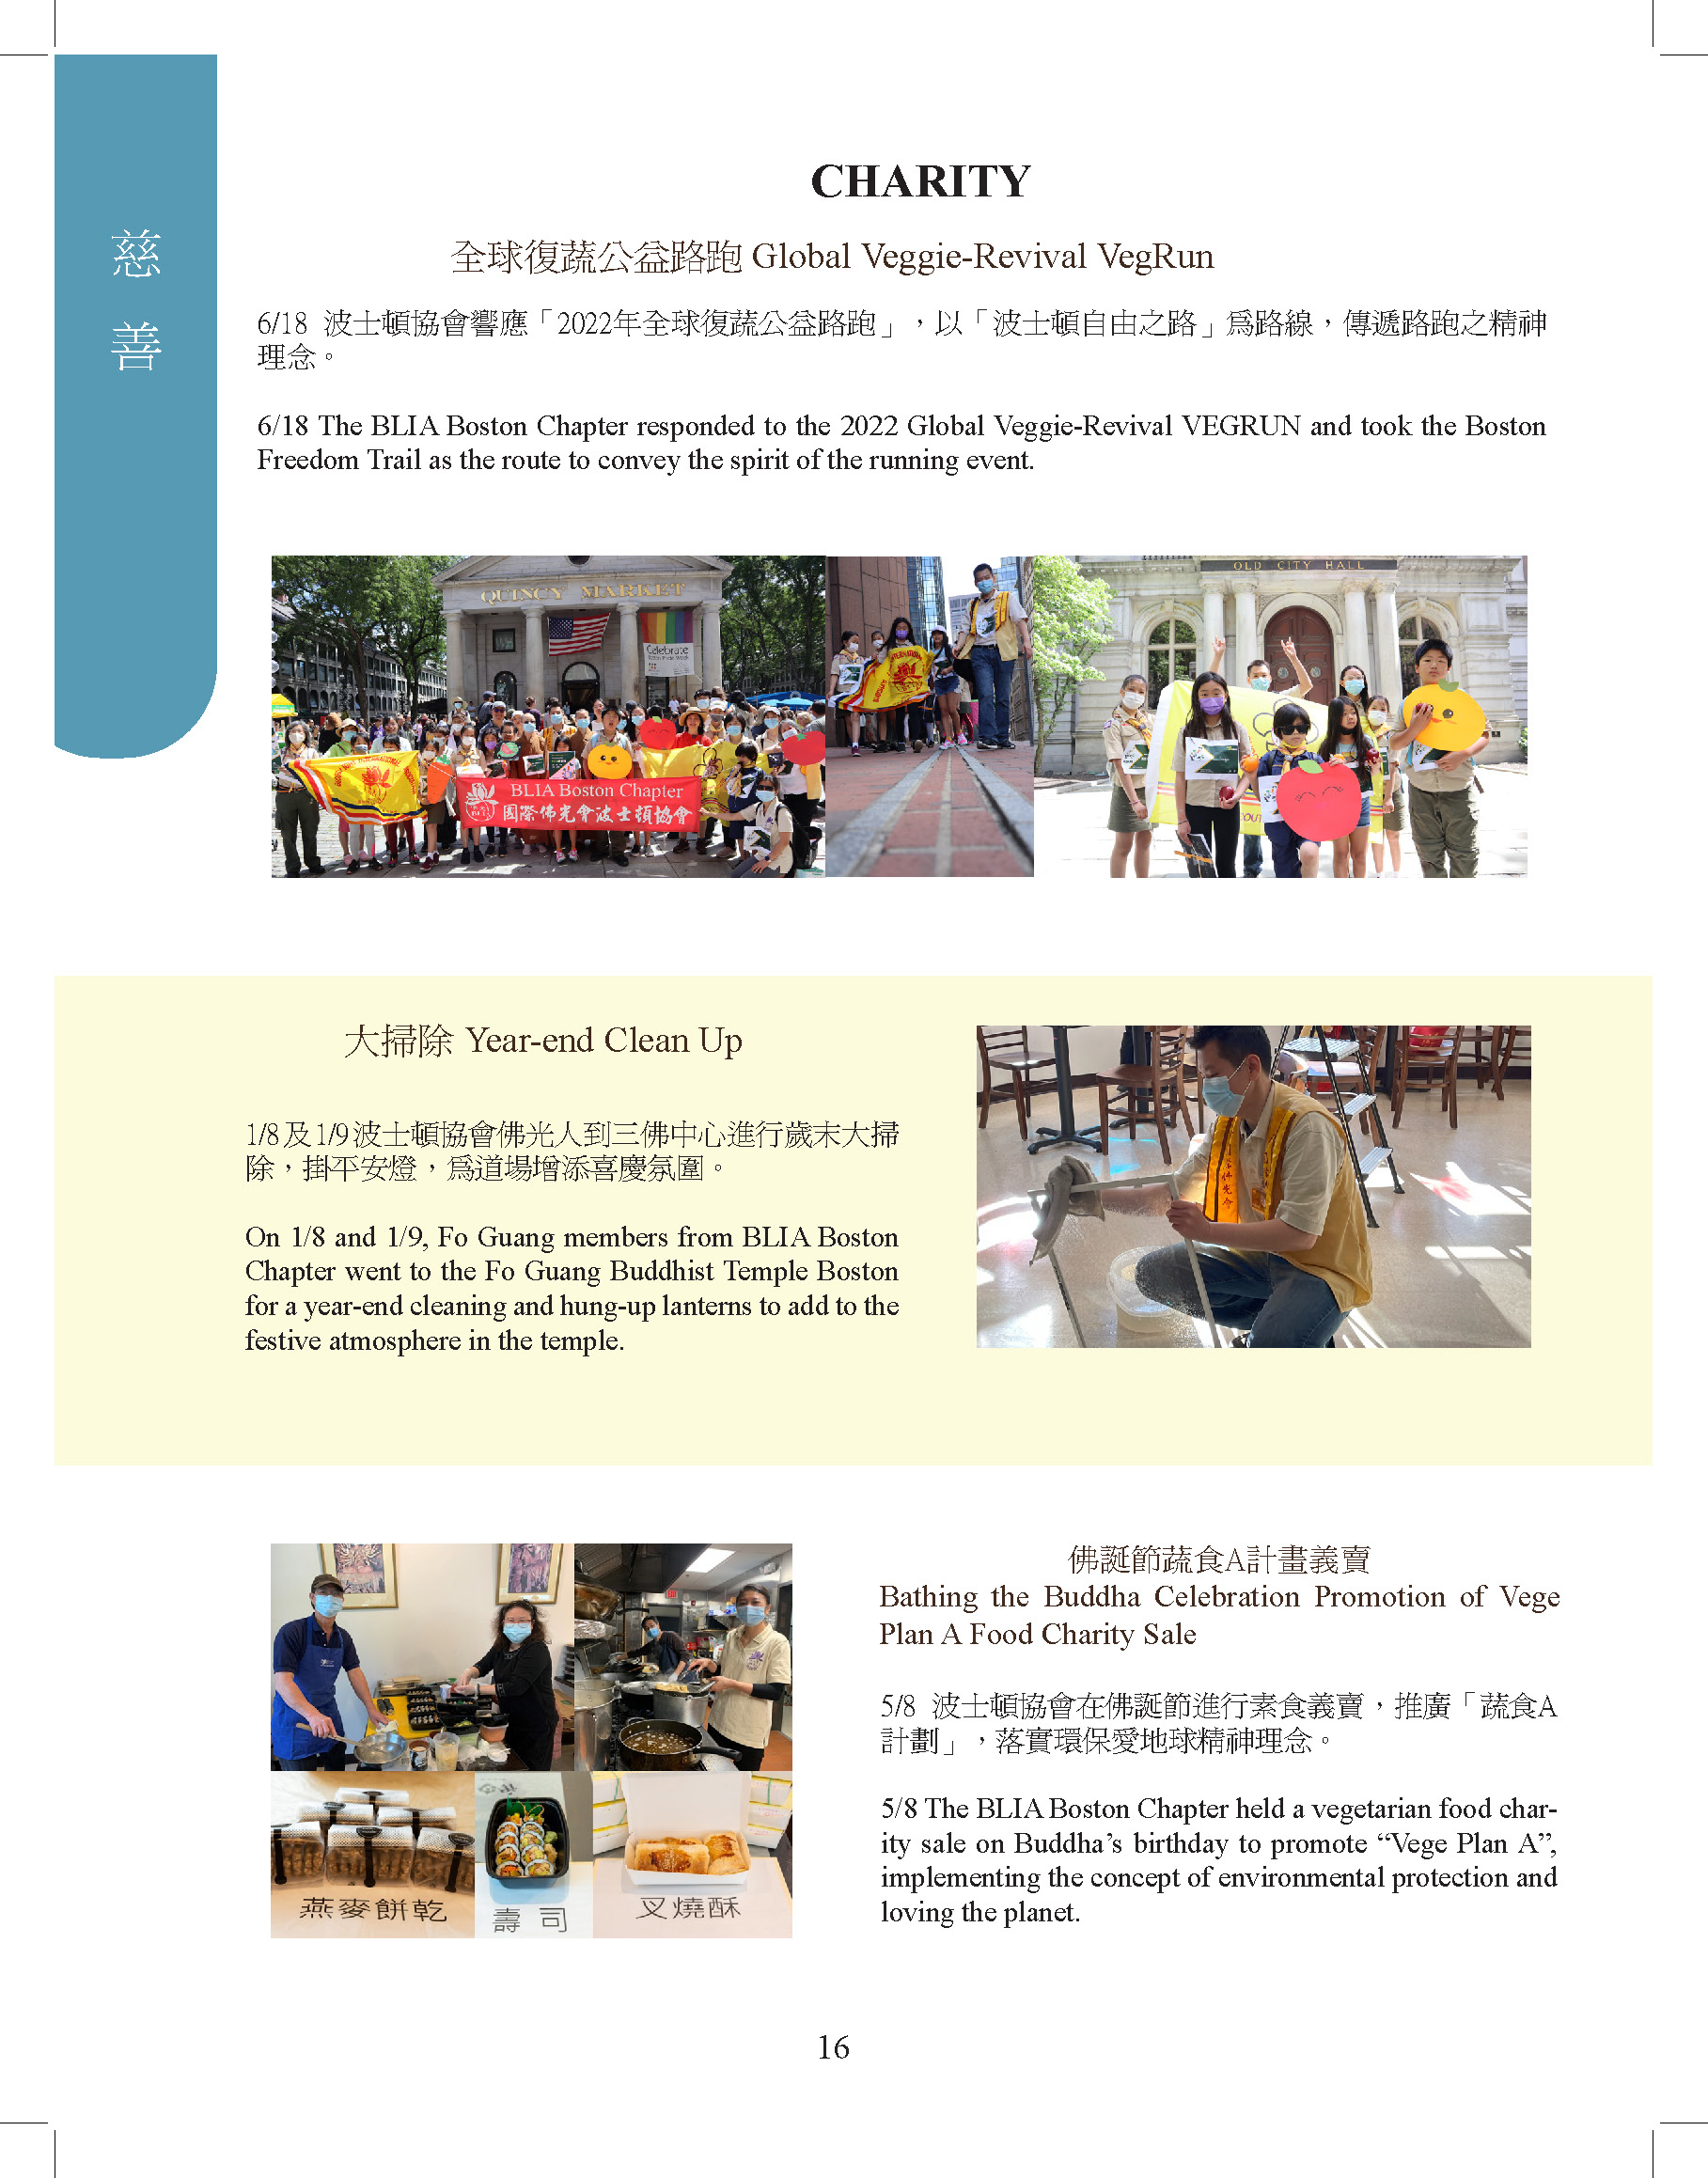 慈
善
CHARITY
全球復蔬公益路跑 Global Veggie-Revival VegRun
6/18 波士頓協會響應「2022年全球復蔬公益路跑」，以「波士頓自由之路」爲路線，傳遞路跑之精神
理念。
6/18 The BLIA Boston Chapter responded to the 2022 Global Veggie-Revival VEGRUN and took the Boston
Freedom Trail as the route to convey the spirit of the running event.
QUINCY MARKET
Celebrate
BLIA Boston Chapter
國際佛光會波士頓協會
OLD CITY HALL
大掃除 Year-end Clean Up
1/8及1/9波士頓協會佛光人到三佛中心進行歲末大掃
除，掛平安燈，爲道場增添喜慶氛圍。
On 1/8 and 1/9, Fo Guang members from BLIA Boston
Chapter went to the Fo Guang Buddhist Temple Boston
for a year-end cleaning and hung-up lanterns to add to the
festive atmosphere in the temple.
燕麥餅乾
壽司
叉燒酥
佛誕節蔬食A計畫義賣
Bathing the Buddha Celebration Promotion of Vege
Plan A Food Charity Sale
5/8 波士頓協會在佛誕節進行素食義賣，推廣「蔬食A
計劃」，落實環保愛地球精神理念。
5/8 The BLIA Boston Chapter held a vegetarian food char-
ity sale on Buddha’s birthday to promote “Vege Plan A”,
implementing the concept of environmental protection and
loving the planet.
16